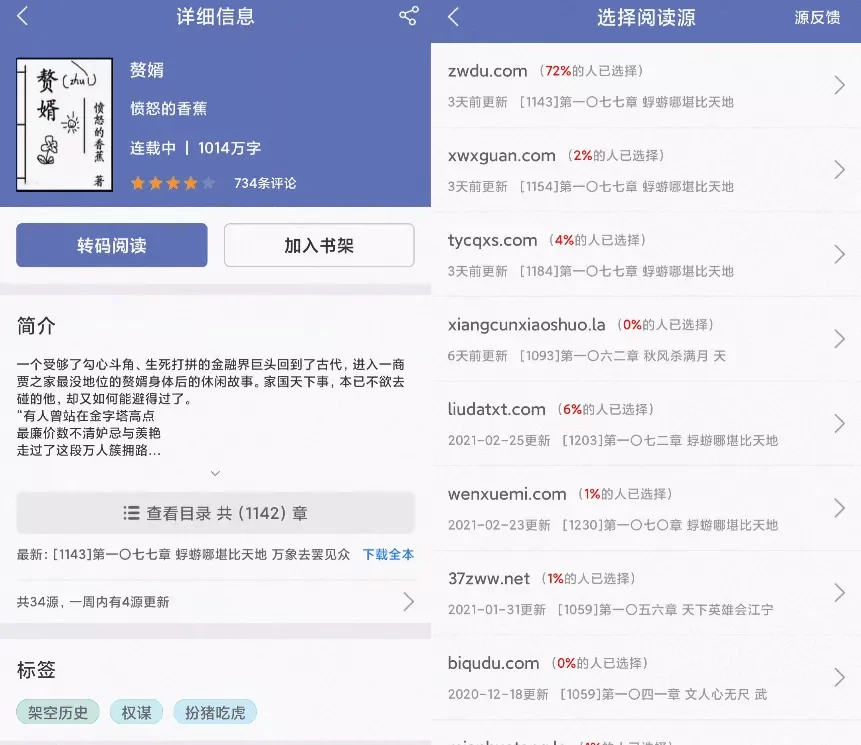 详细信息
赘 (zhuì)
婿
愤怒的香蕉 著
赘婿
愤怒的香蕉
连载中 | 1014万字
734条评论
转码阅读
加入书架
简介
一个受够了勾心斗角、生死打拼的金融界巨头回到了古代，进入一商
贾之家最没地位的赘婿身体后的休闲故事。家国天下事，本已不欲去
碰的他，却又如何能避得过了。
“有人曾站在金字塔高点
最廉价数不清妒忌与羡艳
走过了这段万人簇拥路...
查看目录 共 (1142) 章
最新: [1143]第一〇七七章 蜉蝣哪堪比天地 万象去罢见众 下载全本
共34源，一周内有4源更新
标签
架空历史 权谋 扮猪吃虎
选择阅读源
源反馈
zwdu.com （72%的人已选择）
3天前更新 [1143]第一〇七七章 蜉蝣哪堪比天地
xwxguan.com （2%的人已选择）
3天前更新 [1154]第一〇七七章 蜉蝣哪堪比天地
tycqxs.com （4%的人已选择）
3天前更新 [1184]第一〇七七章 蜉蝣哪堪比天地
xiangcunxiaoshuo.la （0%的人已选择）
6天前更新 [1093]第一〇六二章 秋风杀满月 天
liudatxt.com （6%的人已选择）
2021-02-25更新 [1203]第一〇七二章 蜉蝣哪堪比天地
wenxuemi.com （1%的人已选择）
2021-02-23更新 [1230]第一〇七〇章 蜉蝣哪堪比天地
37zww.net （1%的人已选择）
2021-01-31更新 [1059]第一〇五六章 天下英雄会江宁
biqudu.com （0%的人已选择）
2020-12-18更新 [1059]第一〇四一章 文人心无尺 武